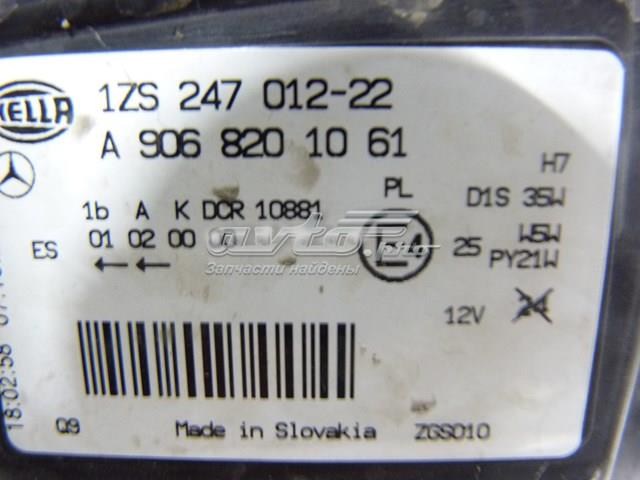 HELLA
1ZS 247 012-22
A 906 820 10 61
H7
PL
D1S 35W
1b A K DCR 10881
W5W
ES
01 02 00
25
PY21W
12V
24
Запчасти найдены
18:02:58
Q9
Made in Slovakia
ZGS010